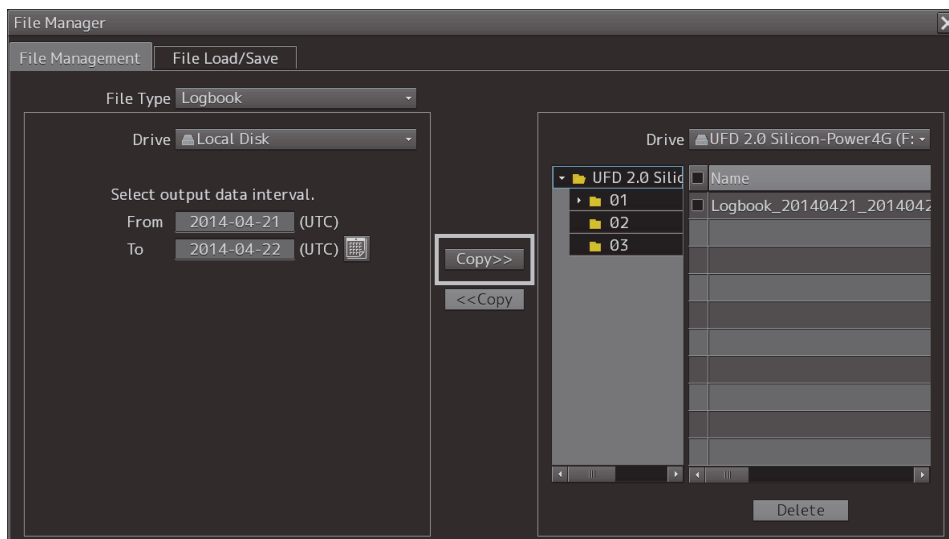 File Manager
File Management File Load/Save
File Type Logbook
Drive Local Disk
Select output data interval.
From 2014-04-21 (UTC)
To 2014-04-22 (UTC)
Copy>>
<<Copy
Drive UFD 2.0 Silicon-Power4G (F:
UFD 2.0 Silic
01
02
03
Name
Logbook_20140421_2014042
Delete